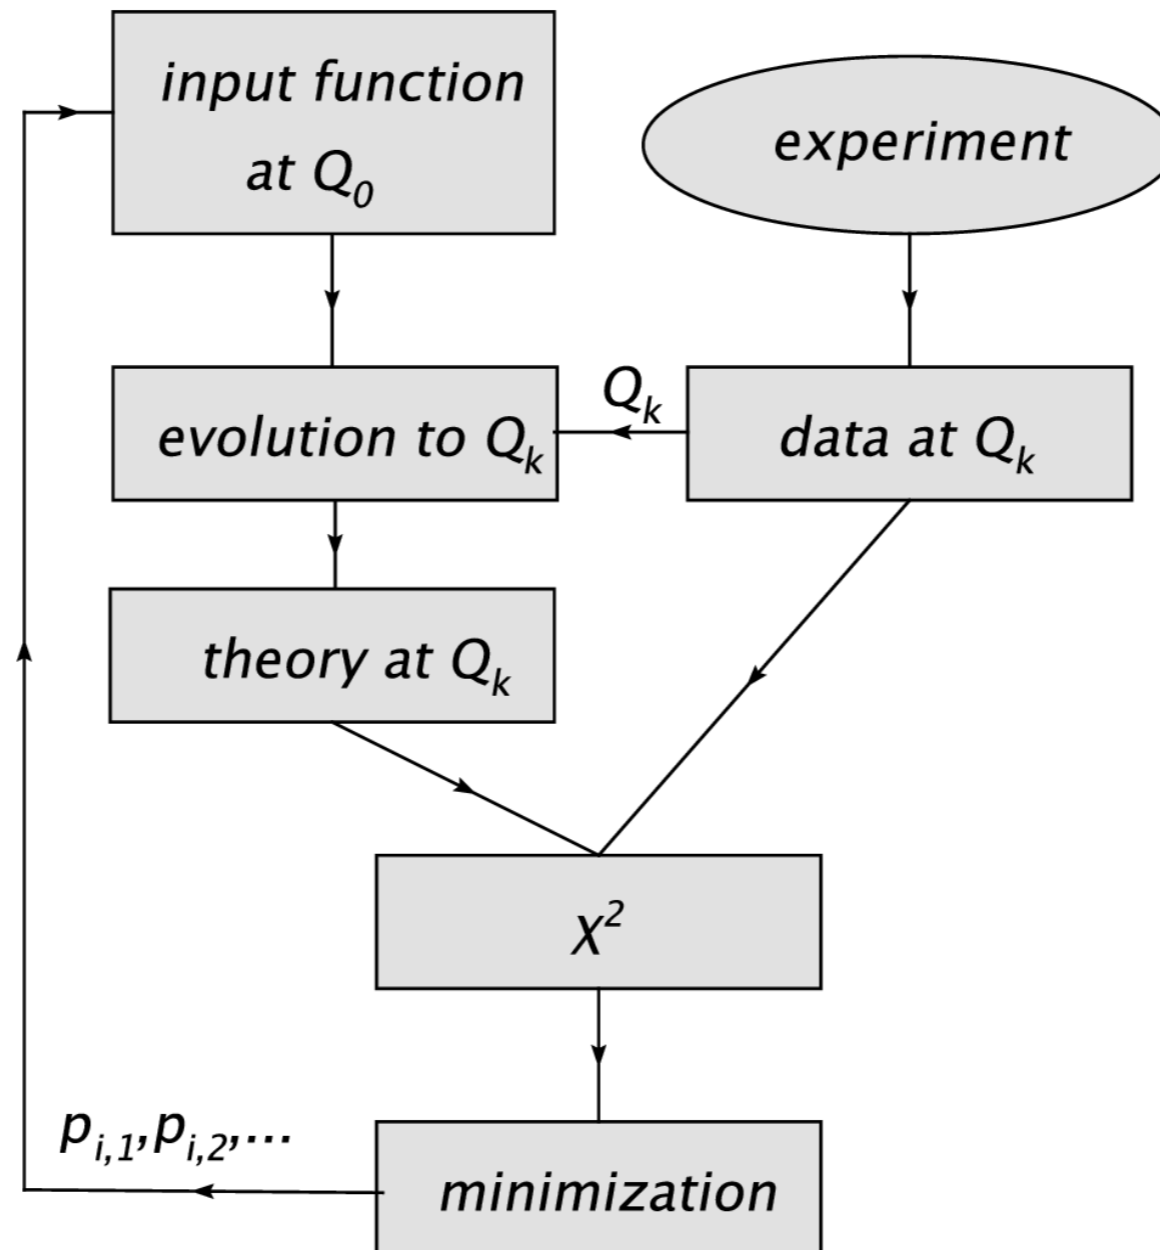 input function
at Q₀
experiment
Qₖ
evolution to Qₖ
data at Qₖ
theory at Qₖ
χ²
pᵢ,₁,pᵢ,₂,...
minimization